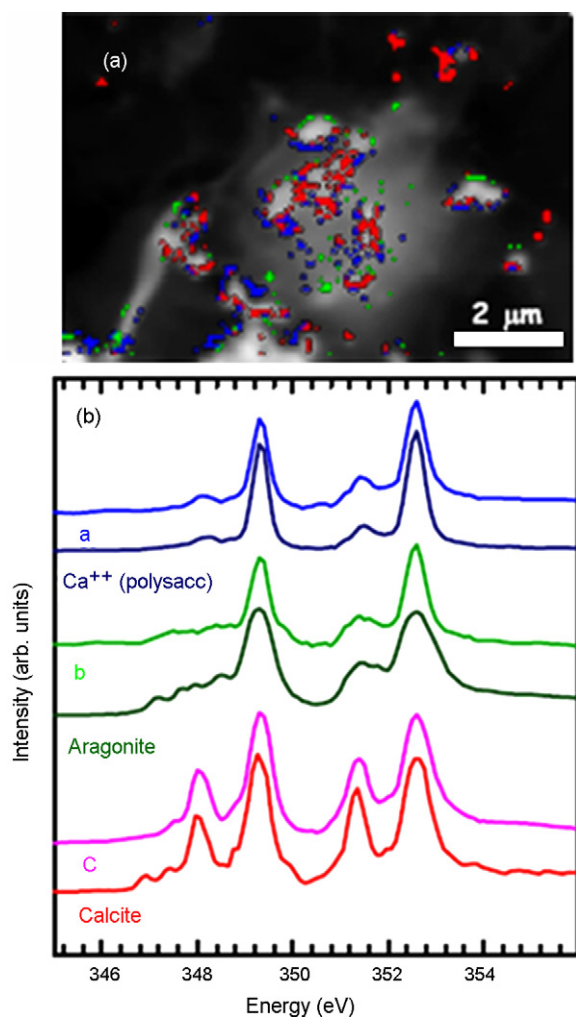 (a)
2 μm
(b)
a
Ca++ (polysacc)
b
Aragonite
C
Calcite
Intensity (arb. units)
346 348 350 352 354
Energy (eV)